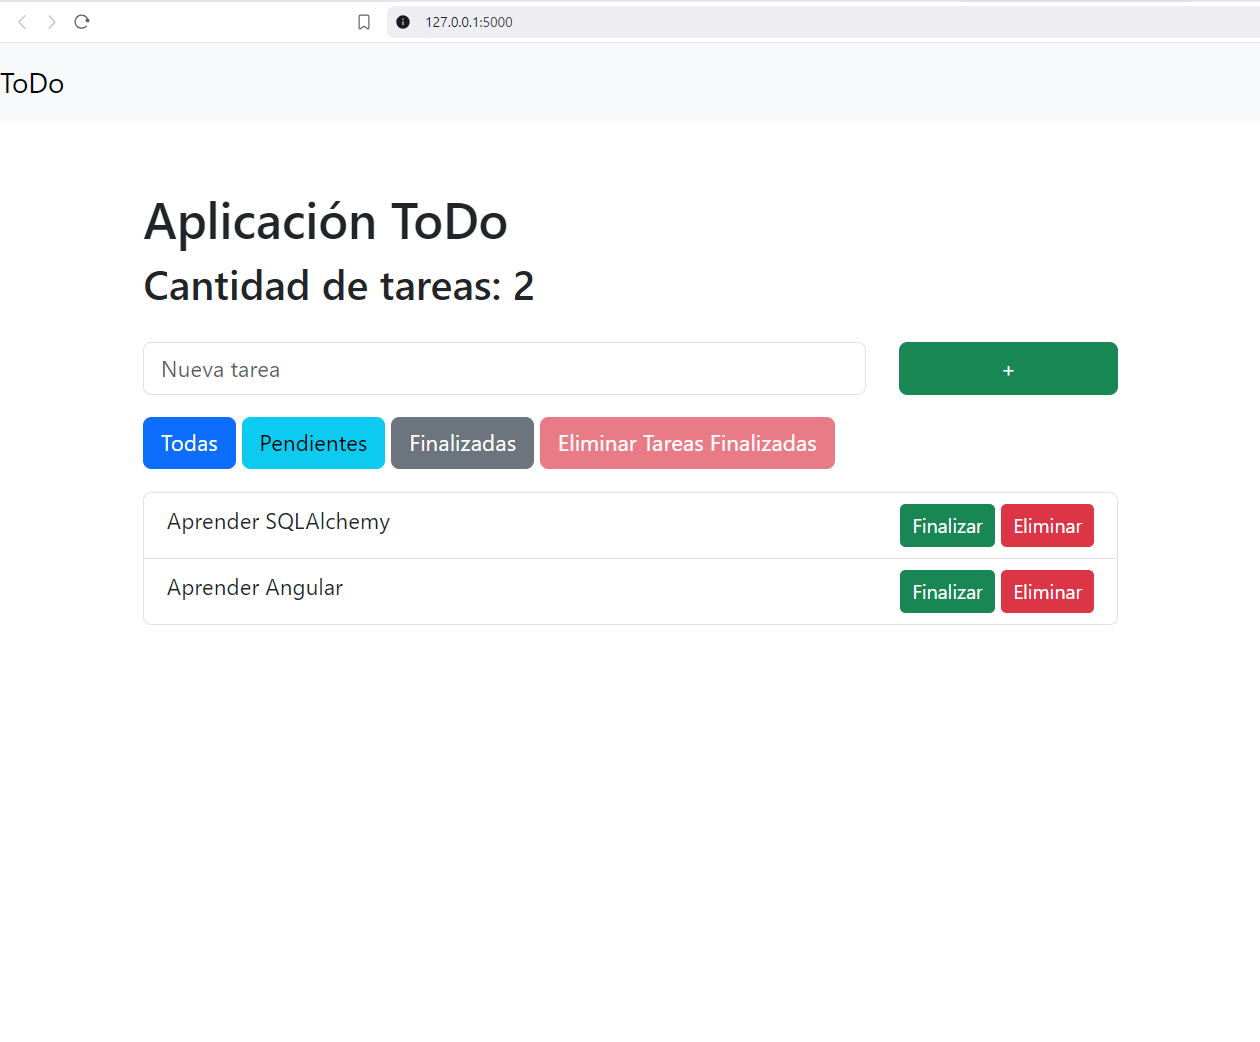 127.0.0.1:5000
ToDo
Aplicación ToDo
Cantidad de tareas: 2
Nueva tarea +
Todas Pendientes Finalizadas Eliminar Tareas Finalizadas
Aprender SQLAlchemy Finalizar Eliminar
Aprender Angular Finalizar Eliminar